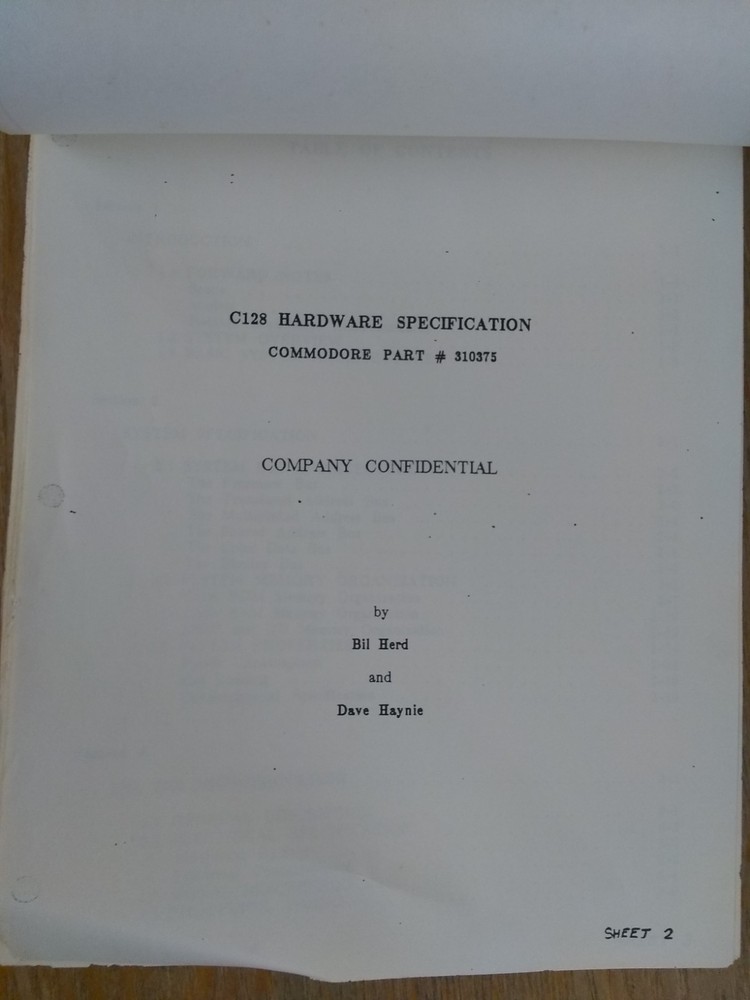 C128 HARDWARE SPECIFICATION
COMMODORE PART # 310375
COMPANY CONFIDENTIAL
by
Bil Herd
and
Dave Haynie
SHEET 2